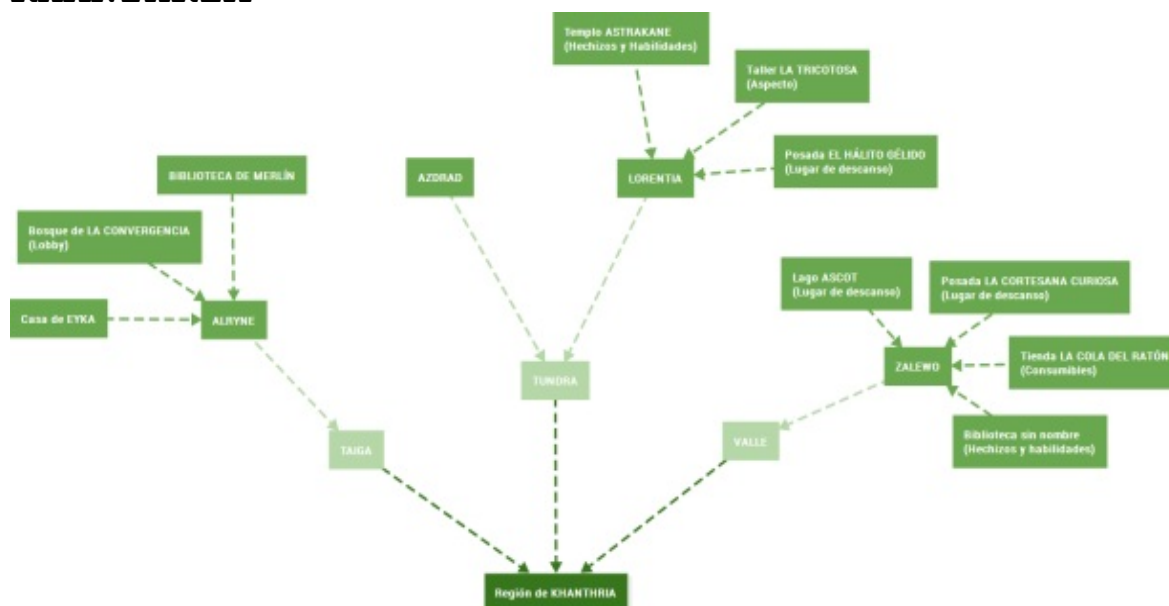 Templo ASTRAKANE
(Hechizos y Habilidades)
Taller LA TRICOTOSA
(Aspecto)
Posada EL HÁLITO GÉLIDO
(Lugar de descanso)
BIBLIOTECA DE MERLÍN
AZDRAD
LORENTIA
Bosque de LA CONVERGENCIA
(Lobby)
Casa de EYKA
ALRYNE
Lago ASCOT
(Lugar de descanso)
Posada LA CORTESANA CURIOSA
(Lugar de descanso)
TUNDRA
ZALEWO
Tienda LA COLA DEL RATÓN
(Consumibles)
TAIGA
VALLE
Biblioteca sin nombre
(Hechizos y habilidades)
Región de KHANTHRIA